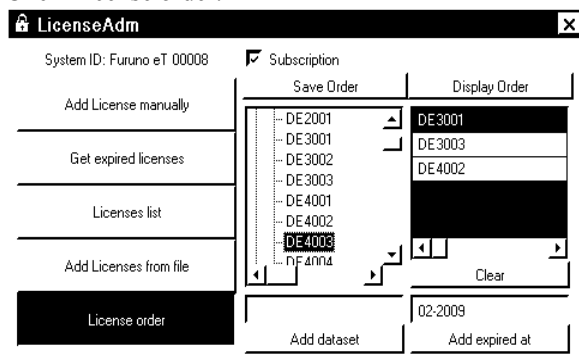 LicenseAdm
System ID: Furuno eT 00008
Subscription
Save Order
Display Order
Add License manually
Get expired licenses
Licenses list
Add Licenses from file
License order
DE2001
DE3001
DE3002
DE3003
DE4001
DE4002
DE4003
DE4004
DE3001
DE3003
DE4002
Clear
02-2009
Add dataset
Add expired at